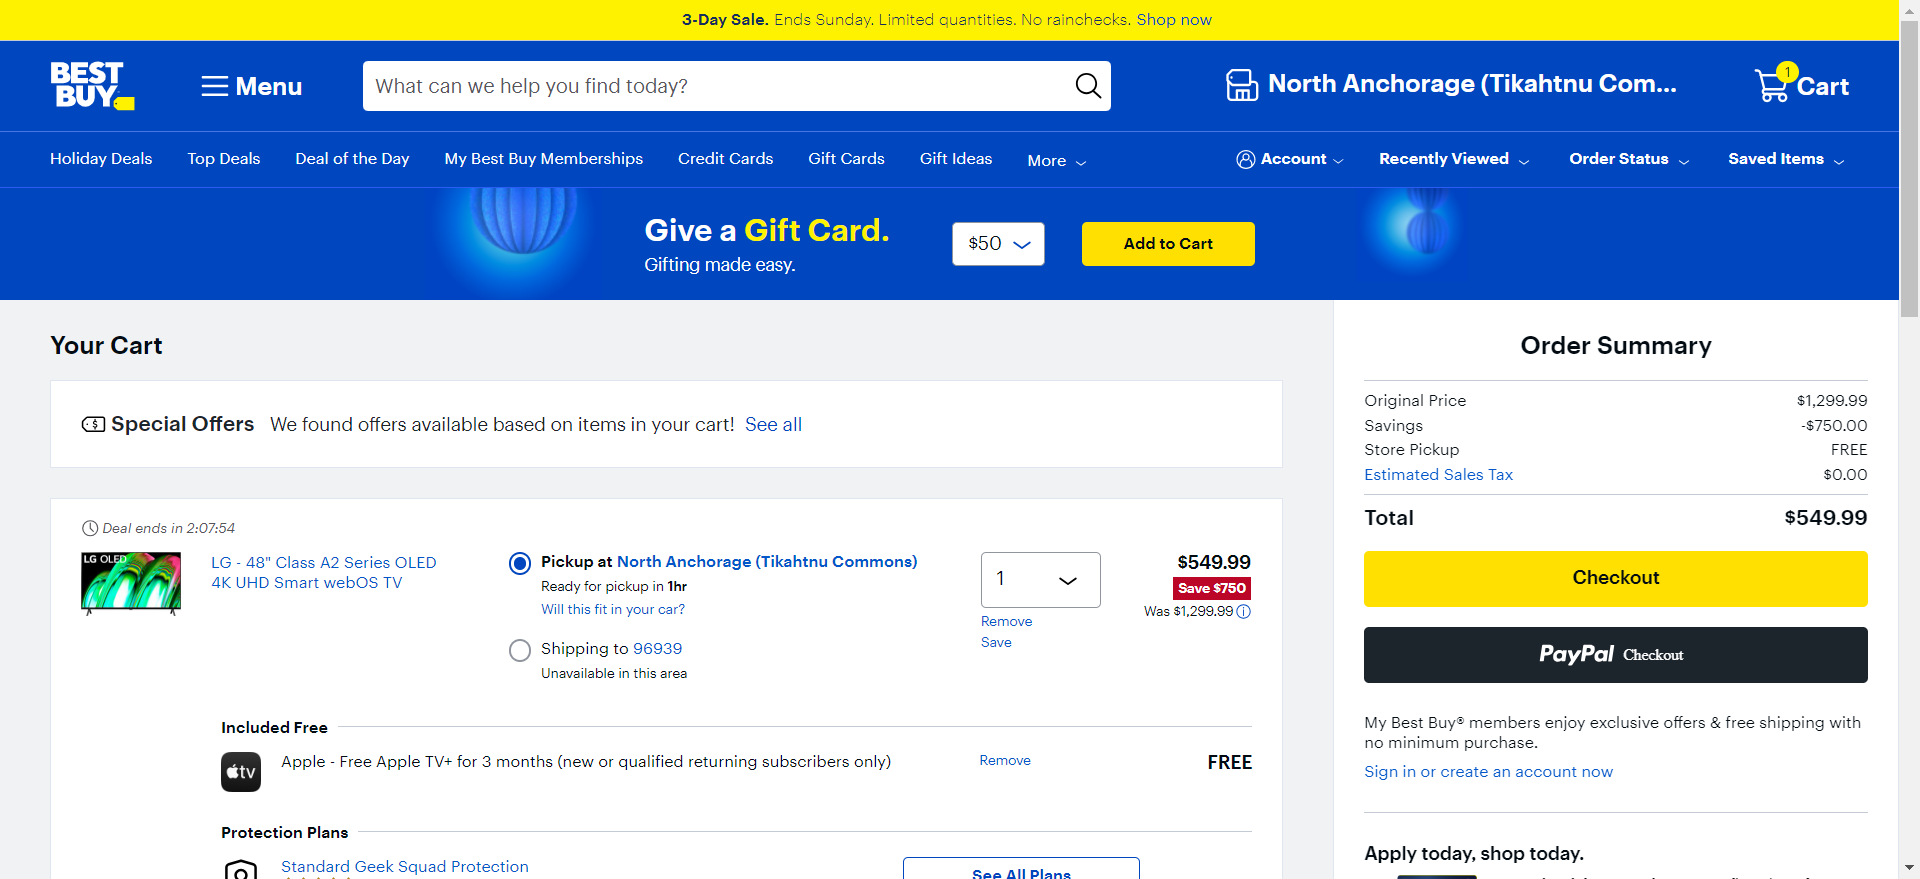 3-Day Sale. Ends Sunday. Limited quantities. No rainchecks. Shop now
BEST BUY
Menu
What can we help you find today?
North Anchorage (Tikahtnu Com...
1
Cart
Holiday Deals
Top Deals
Deal of the Day
My Best Buy Memberships
Credit Cards
Gift Cards
Gift Ideas
More
Account
Recently Viewed
Order Status
Saved Items
Give a Gift Card.
Gifting made easy.
$50
Add to Cart
Your Cart
Special Offers We found offers available based on items in your cart! See all
Deal ends in 2:07:54
LG OLED
LG - 48" Class A2 Series OLED
4K UHD Smart webOS TV
Pickup at North Anchorage (Tikahtnu Commons)
Ready for pickup in 1hr
Will this fit in your car?
Shipping to 96939
Unavailable in this area
1
Remove
Save
$549.99
Save $750
Was $1,299.99
Included Free
tv
Apple - Free Apple TV+ for 3 months (new or qualified returning subscribers only)
Remove
FREE
Protection Plans
Standard Geek Squad Protection
See All Plans
Order Summary
Original Price $1,299.99
Savings -$750.00
Store Pickup FREE
Estimated Sales Tax $0.00
Total $549.99
Checkout
PayPal Checkout
My Best Buy® members enjoy exclusive offers & free shipping with
no minimum purchase.
Sign in or create an account now
Apply today, shop today.